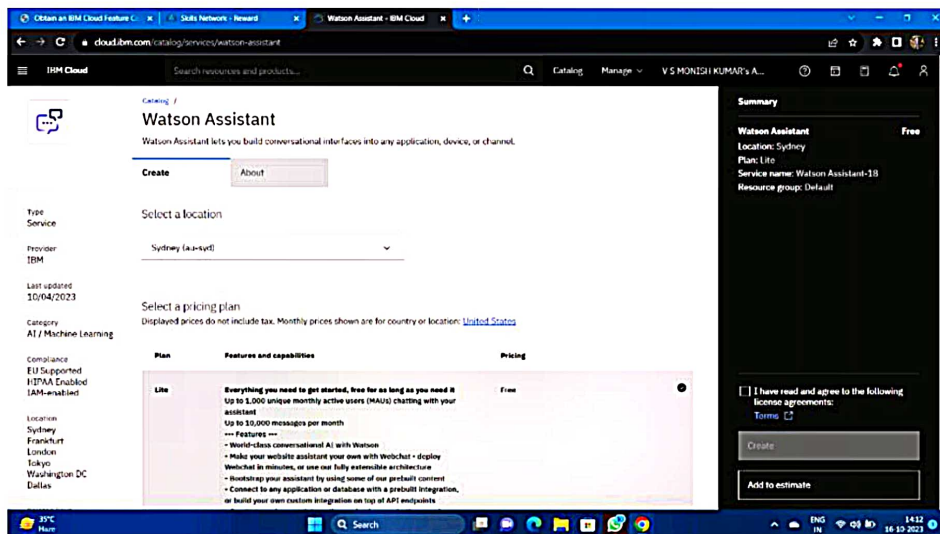 Obtain an IBM Cloud Feature C
Skills Network - Reward
Watson Assistant - IBM Cloud
cloud.ibm.com/catalog/services/watson-assistant
IBM Cloud
Search resources and products...
Catalog
Manage
V S MONISH KUMAR's A...
Catalog /
Watson Assistant
Watson Assistant lets you build conversational interfaces into any application, device, or channel.
Create
About
Type
Service
Provider
IBM
Last updated
10/04/2023
Category
AI / Machine Learning
Compliance
EU Supported
HIPAA Enabled
IAM-enabled
Location
Sydney
Frankfurt
London
Tokyo
Washington DC
Dallas
Select a location
Sydney (au-syd)
Select a pricing plan
Displayed prices do not include tax. Monthly prices shown are for country or location: United States
Plan
Features and capabilities
Pricing
Lite
Everything you need to get started, free for as long as you need it
Free
Up to 1,000 unique monthly active users (MAUs) chatting with your
assistant
Up to 10,000 messages per month
--- Features ---
- World-class conversational AI with Watson
- Make your website assistant your own with Webchat - deploy
Webchat in minutes, or use our fully extensible architecture
- Bootstrap your assistant by using some of our prebuilt content
- Connect to any application or database with a prebuilt integration,
or build your own custom integration on top of API endpoints
Summary
Watson Assistant Free
Location: Sydney
Plan: Lite
Service name: Watson Assistant-18
Resource group: Default
I have read and agree to the following
license agreements:
Terms
Create
Add to estimate
35°C
Haze
Search
ENG
IN
14:12
16-10-2023